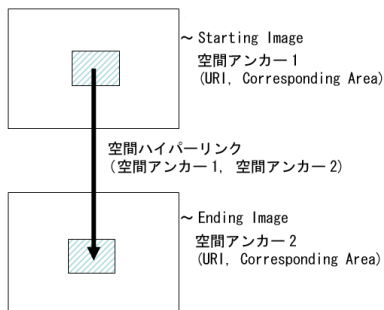 ～ Starting Image
空間アンカー１
(URI, Corresponding Area)
空間ハイパーリンク
（空間アンカー１, 空間アンカー２）
～ Ending Image
空間アンカー２
(URI, Corresponding Area)